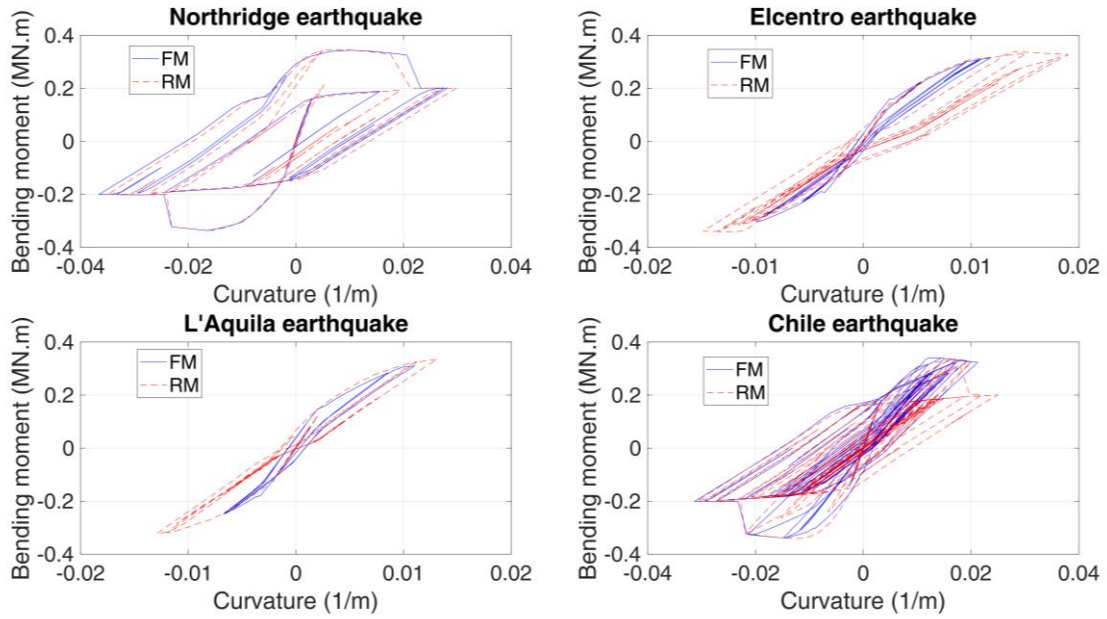 Northridge earthquake
Bending moment (MN.m)
0.4
0.2
0
-0.2
-0.4
FM
RM
-0.04
-0.02
0
0.02
0.04
Curvature (1/m)
Elcentro earthquake
Bending moment (MN.m)
0.4
0.2
0
-0.2
-0.4
FM
RM
-0.02
-0.01
0
0.01
0.02
Curvature (1/m)
L'Aquila earthquake
Bending moment (MN.m)
0.4
0.2
0
-0.2
-0.4
FM
RM
-0.02
-0.01
0
0.01
0.02
Curvature (1/m)
Chile earthquake
Bending moment (MN.m)
0.4
0.2
0
-0.2
-0.4
FM
RM
-0.04
-0.02
0
0.02
0.04
Curvature (1/m)